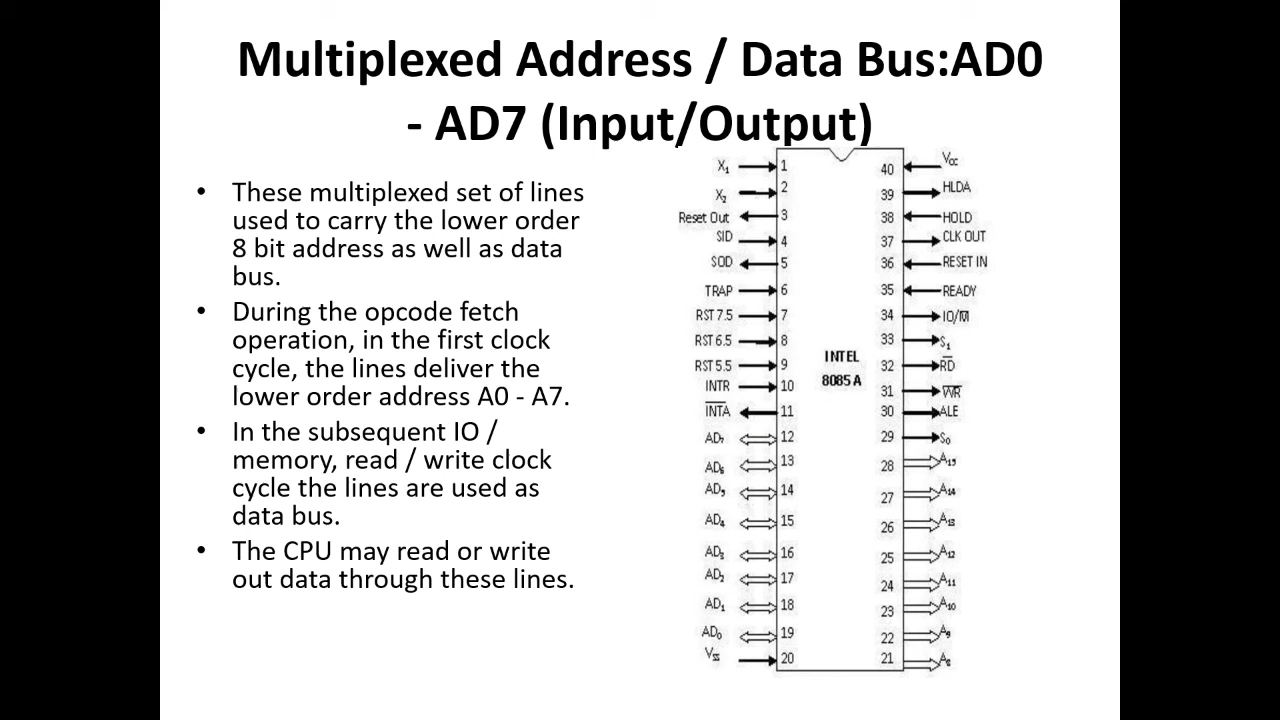 Multiplexed Address / Data Bus:AD0
- AD7 (Input/Output)
• These multiplexed set of lines
used to carry the lower order
8 bit address as well as data
bus.
• During the opcode fetch
operation, in the first clock
cycle, the lines deliver the
lower order address A0 - A7.
• In the subsequent IO /
memory, read / write clock
cycle the lines are used as
data bus.
• The CPU may read or write
out data through these lines.
X₁ 1 40 Vcc
X₂ 2 39 HLDA
Reset Out 3 38 HOLD
SID 4 37 CLK OUT
SOD 5 36 RESET IN
TRAP 6 35 READY
RST 7.5 7 34 IO/M̅
RST 6.5 8 33 S₁
RST 5.5 9 32 R̅D̅
INTR 10 31 W̅R̅
I̅N̅T̅A̅ 11 30 ALE
AD₇ 12 29 S₀
AD₆ 13 28 A₁₅
AD₅ 14 27 A₁₄
AD₄ 15 26 A₁₃
AD₃ 16 25 A₁₂
AD₂ 17 24 A₁₁
AD₁ 18 23 A₁₀
AD₀ 19 22 A₉
Vss 20 21 A₈
INTEL
8085A